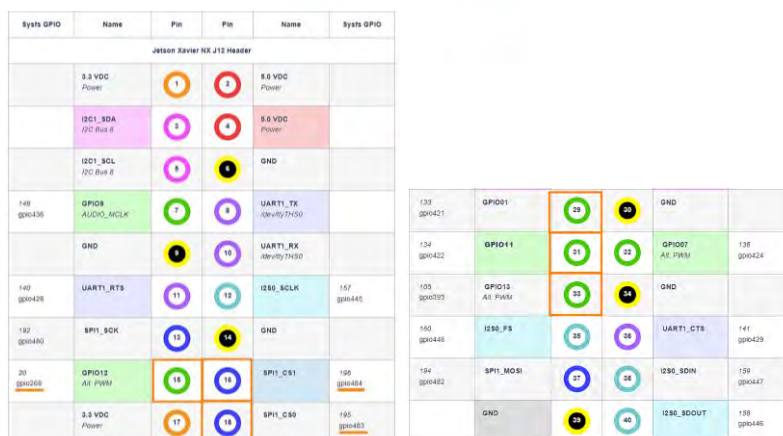 Sysfs GPIO Name Pin Pin Name Sysfs GPIO
Jetson Xavier NX J12 Header
3.3 VDC
Power
1 2
5.0 VDC
Power
I2C1_SDA
I2C Bus 8
3 4
5.0 VDC
Power
I2C1_SCL
I2C Bus 8
5 6
GND
148
gpio436
GPIO9
AUDIO_MCLK
7 8
UART1_TX
/dev/ttyTHS0
GND
9 10
UART1_RX
/dev/ttyTHS0
140
gpio428
UART1_RTS
11 12
I2S0_SCLK
157
gpio445
192
gpio480
SPI1_SCK
13 14
GND
20
gpio268
GPIO12
Alt. PWM
15 16
SPI1_CS1
196
gpio484
3.3 VDC
Power
17 18
SPI1_CS0
195
gpio483
133
gpio421
GPIO01
29 30
GND
134
gpio422
GPIO11
31 32
GPIO07
Alt. PWM
136
gpio424
105
gpio393
GPIO13
Alt. PWM
33 34
GND
160
gpio448
I2S0_FS
35 36
UART1_CTS
141
gpio429
194
gpio482
SPI1_MOSI
37 38
I2S0_SDIN
159
gpio447
GND
39 40
I2S0_SDOUT
158
gpio446